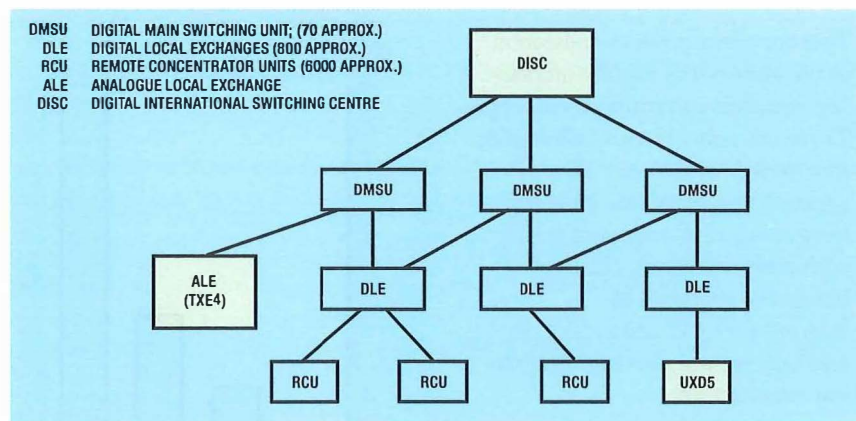 DMSU DIGITAL MAIN SWITCHING UNIT; (70 APPROX.)
DLE DIGITAL LOCAL EXCHANGES (800 APPROX.)
RCU REMOTE CONCENTRATOR UNITS (6000 APPROX.)
ALE ANALOGUE LOCAL EXCHANGE
DISC DIGITAL INTERNATIONAL SWITCHING CENTRE
DISC
DMSU DMSU DMSU
ALE
(TXE4)
DLE DLE DLE
RCU RCU RCU UXD5